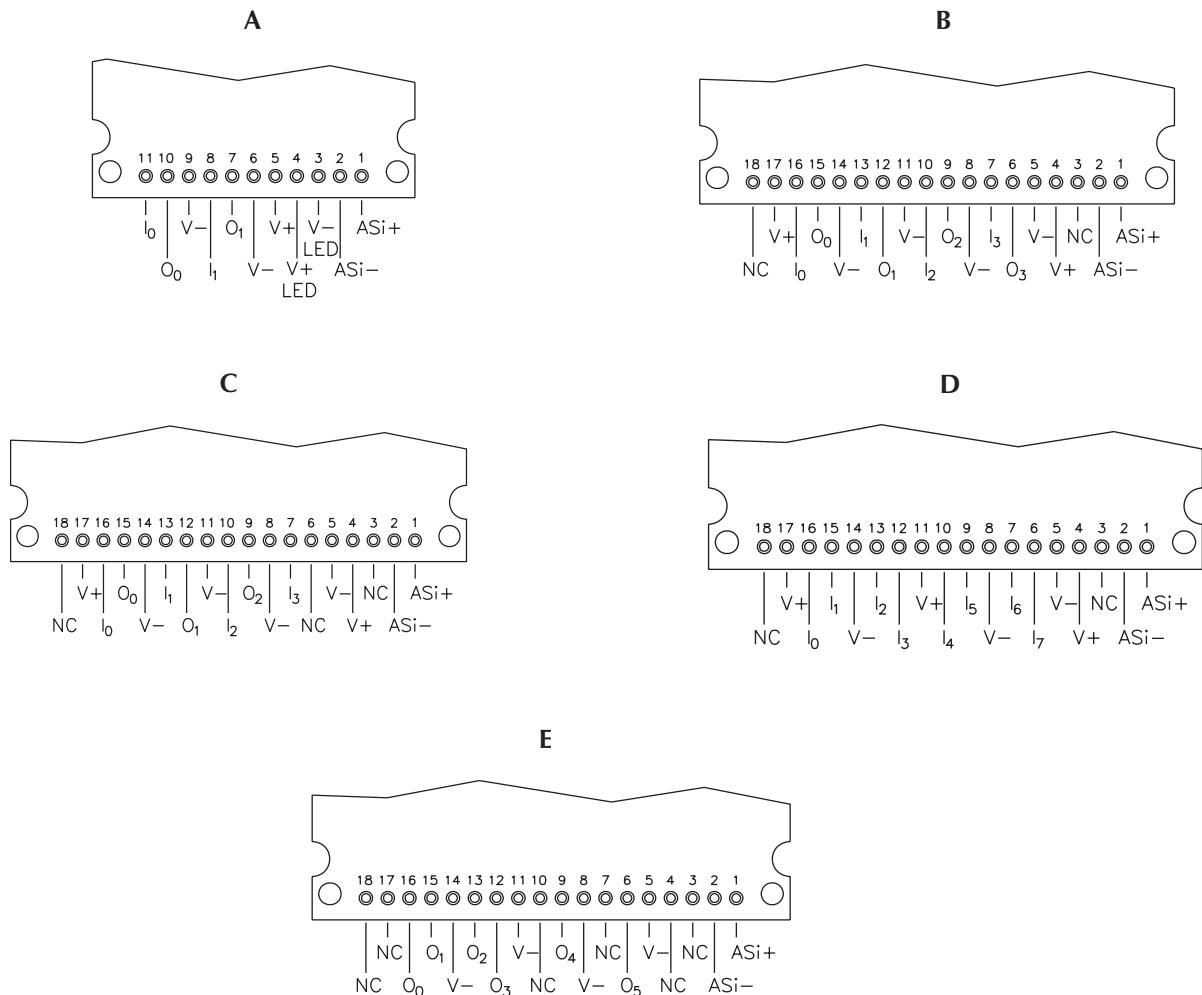 A
11 10 9 8 7 6 5 4 3 2 1
I0 V− O1 V+ V− ASi+
LED
O0 I1 V− V+ ASi−
LED
B
18 17 16 15 14 13 12 11 10 9 8 7 6 5 4 3 2 1
V+ O0 I1 V− O2 I3 V− NC ASi+
NC I0 V− O1 I2 V− O3 V+ ASi−
C
18 17 16 15 14 13 12 11 10 9 8 7 6 5 4 3 2 1
V+ O0 I1 V− O2 I3 V− NC ASi+
NC I0 V− O1 I2 V− NC V+ ASi−
D
18 17 16 15 14 13 12 11 10 9 8 7 6 5 4 3 2 1
V+ I1 I2 V+ I5 I6 V− NC ASi+
NC I0 V− I3 I4 V− I7 V+ ASi−
E
18 17 16 15 14 13 12 11 10 9 8 7 6 5 4 3 2 1
NC O1 O2 V− O4 NC V− NC ASi+
NC O0 V− O3 NC V− O5 NC ASi−